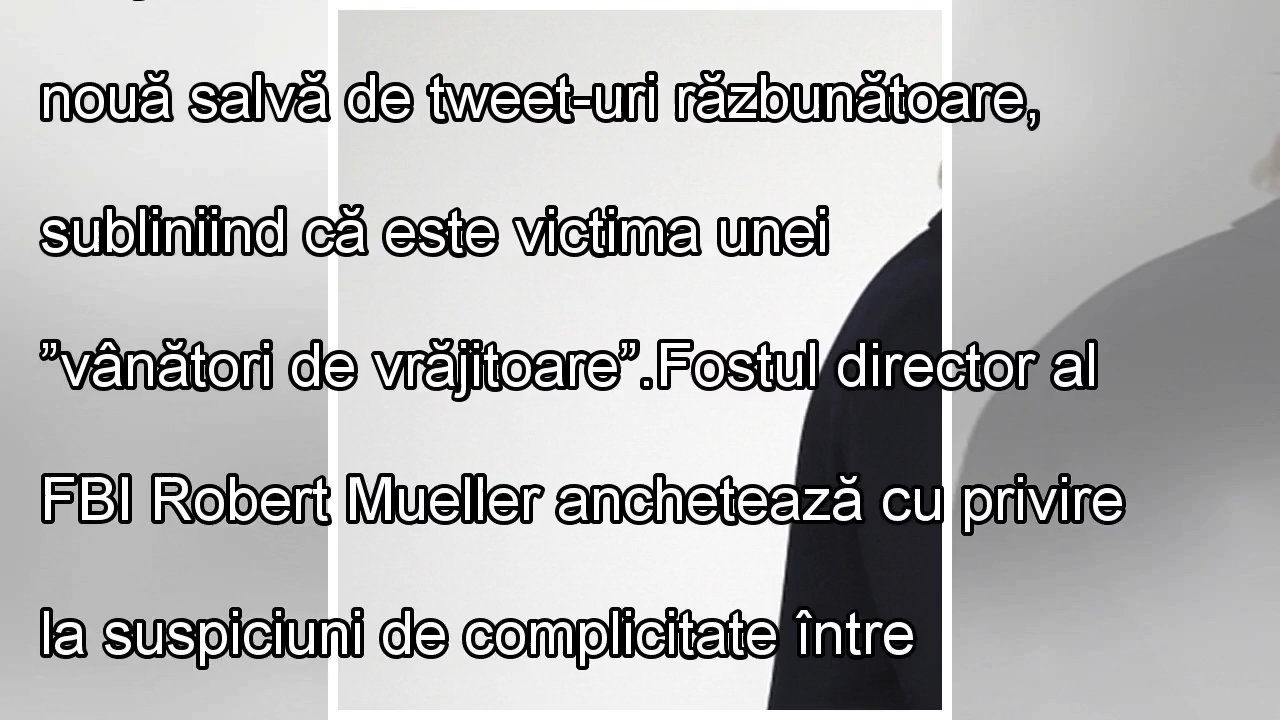 nouă salvă de tweet-uri răzbunătoare,
subliniind că este victima unei
”vânători de vrăjitoare”.Fostul director al
FBI Robert Mueller anchetează cu privire
la suspiciuni de complicitate între